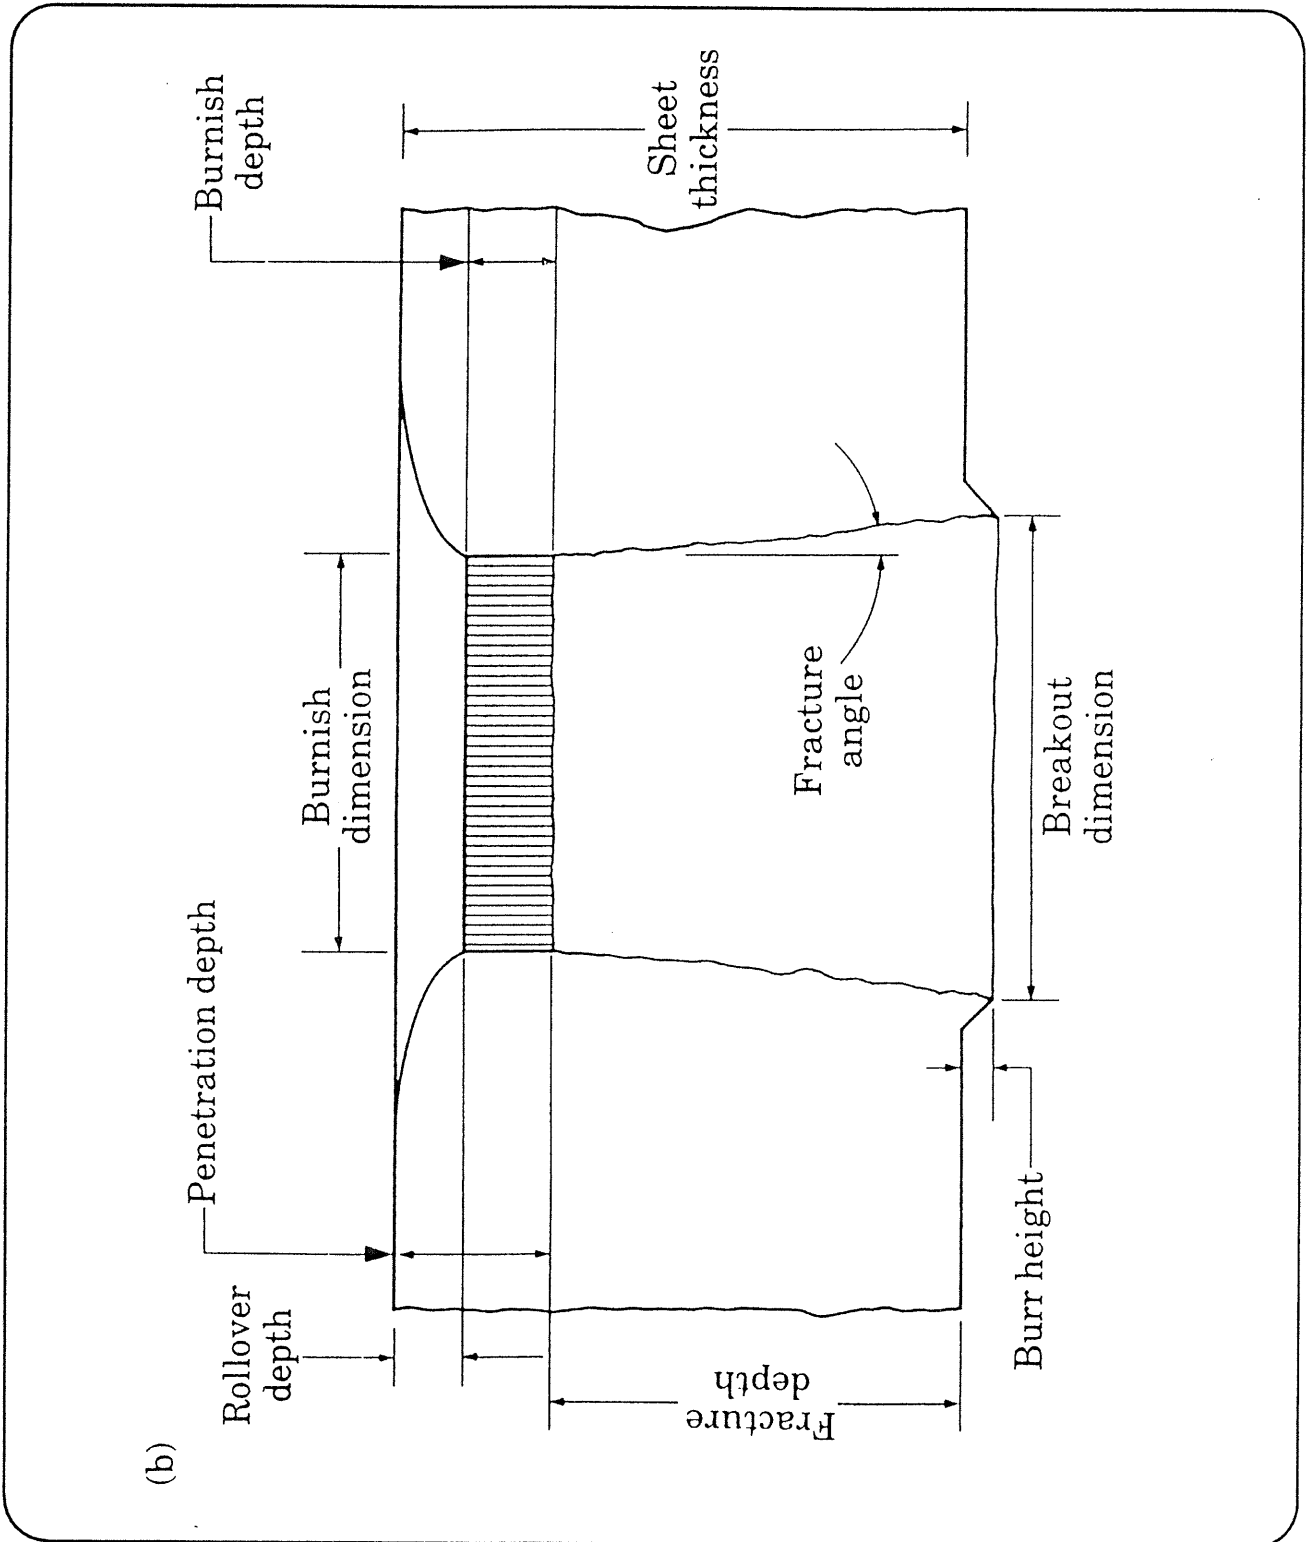 (b)
Rollover
depth
Penetration depth
Burnish
dimension
Burnish
depth
Fracture
depth
Fracture
angle
Sheet
thickness
Burr height
Breakout
dimension